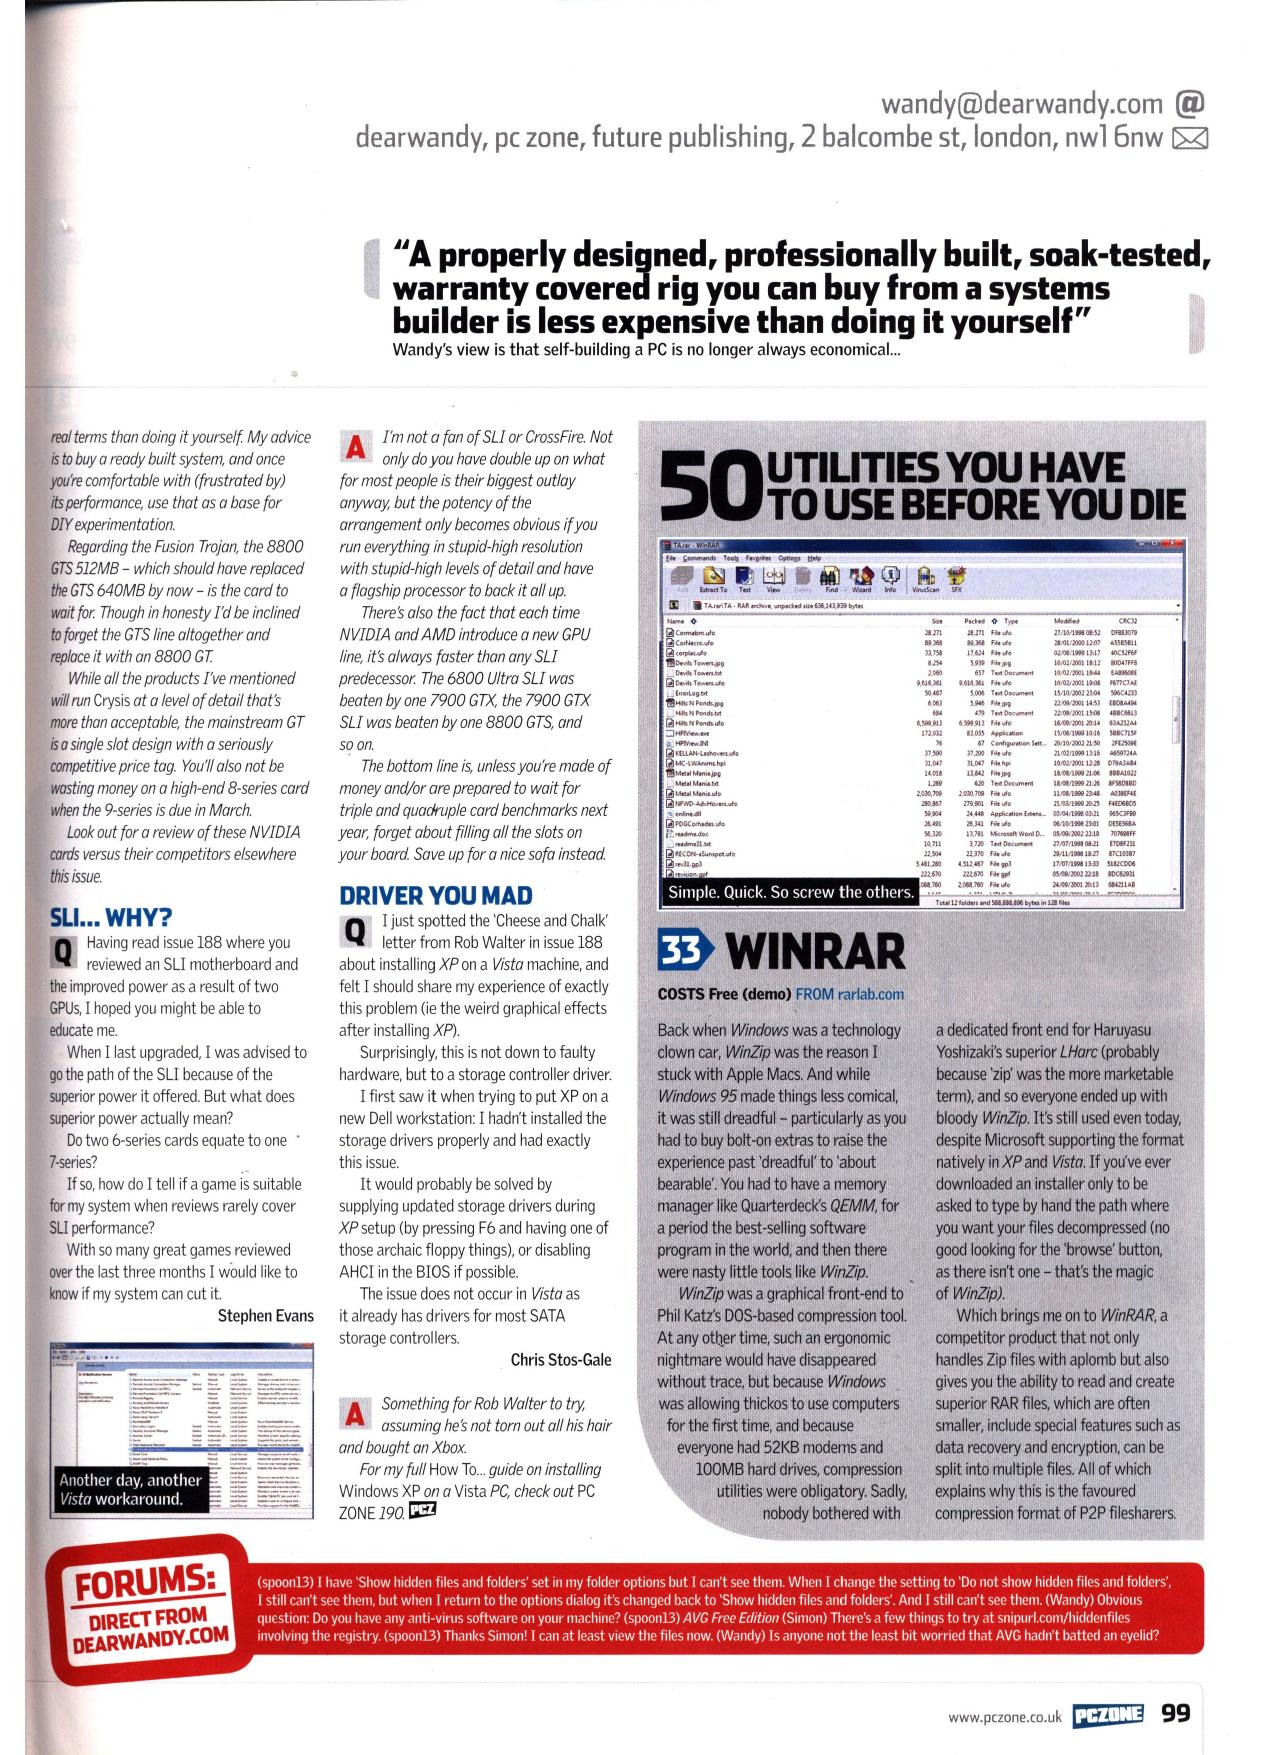 wandy@dearwandy.com @
dearwandy, pc zone, future publishing, 2 balcombe st, london, nw1 6nw
“A properly designed, professionally built, soak-tested,
warranty covered rig you can buy from a systems
builder is less expensive than doing it yourself”
Wandy's view is that self-building a PC is no longer always economical...
real terms than doing it yourself. My advice
is to buy a ready built system, and once
you're comfortable with (frustrated by)
its performance, use that as a base for
DIY experimentation.
Regarding the Fusion Trojan, the 8800
GTS 512MB – which should have replaced
the GTS 640MB by now – is the card to
wait for. Though in honesty I'd be inclined
to forget the GTS line altogether and
replace it with an 8800 GT.
While all the products I've mentioned
will run Crysis at a level of detail that's
more than acceptable, the mainstream GT
is a single slot design with a seriously
competitive price tag. You'll also not be
wasting money on a high-end 8-series card
when the 9-series is due in March.
Look out for a review of these NVIDIA
cards versus their competitors elsewhere
this issue.
SLI... WHY?
Q Having read issue 188 where you
reviewed an SLI motherboard and
the improved power as a result of two
GPUs, I hoped you might be able to
educate me.
When I last upgraded, I was advised to
go the path of the SLI because of the
superior power it offered. But what does
superior power actually mean?
Do two 6-series cards equate to one
7-series?
If so, how do I tell if a game is suitable
for my system when reviews rarely cover
SLI performance?
With so many great games reviewed
over the last three months I would like to
know if my system can cut it.
Stephen Evans
Another day, another
Vista workaround.
A I'm not a fan of SLI or CrossFire. Not
only do you have double up on what
for most people is their biggest outlay
anyway, but the potency of the
arrangement only becomes obvious if you
run everything in stupid-high resolution
with stupid-high levels of detail and have
a flagship processor to back it all up.
There's also the fact that each time
NVIDIA and AMD introduce a new GPU
line, it's always faster than any SLI
predecessor. The 6800 Ultra SLI was
beaten by one 7900 GTX, the 7900 GTX
SLI was beaten by one 8800 GTS, and
so on.
The bottom line is, unless you're made of
money and/or are prepared to wait for
triple and quadruple card benchmarks next
year, forget about filling all the slots on
your board. Save up for a nice sofa instead.
DRIVER YOU MAD
Q I just spotted the 'Cheese and Chalk'
letter from Rob Walter in issue 188
about installing XP on a Vista machine, and
felt I should share my experience of exactly
this problem (ie the weird graphical effects
after installing XP).
Surprisingly, this is not down to faulty
hardware, but to a storage controller driver.
I first saw it when trying to put XP on a
new Dell workstation: I hadn't installed the
storage drivers properly and had exactly
this issue.
It would probably be solved by
supplying updated storage drivers during
XP setup (by pressing F6 and having one of
those archaic floppy things), or disabling
AHCI in the BIOS if possible.
The issue does not occur in Vista as
it already has drivers for most SATA
storage controllers.
Chris Stos-Gale
A Something for Rob Walter to try,
assuming he's not torn out all his hair
and bought an Xbox.
For my full How To... guide on installing
Windows XP on a Vista PC, check out PC
ZONE 190. PCZ
50 UTILITIES YOU HAVE
TO USE BEFORE YOU DIE
TA.rar - WinRAR
File Commands Tools Favorites Options Help
Add Extract To Test View Delete Find Wizard Info VirusScan SFX
TA.rar\TA - RAR archive, unpacked size 636,143,939 bytes
Name Size Packed Type Modified CRC32
Simple. Quick. So screw the others.
Total 12 folders and 588,888,896 bytes in 128 files
33 WINRAR
COSTS Free (demo) FROM rarlab.com
Back when Windows was a technology
clown car, WinZip was the reason I
stuck with Apple Macs. And while
Windows 95 made things less comical,
it was still dreadful – particularly as you
had to buy bolt-on extras to raise the
experience past 'dreadful' to 'about
bearable'. You had to have a memory
manager like Quarterdeck's QEMM, for
a period the best-selling software
program in the world, and then there
were nasty little tools like WinZip.
WinZip was a graphical front-end to
Phil Katz's DOS-based compression tool.
At any other time, such an ergonomic
nightmare would have disappeared
without trace, but because Windows
was allowing thickos to use computers
for the first time, and because
everyone had 52KB modems and
100MB hard drives, compression
utilities were obligatory. Sadly,
nobody bothered with
a dedicated front end for Haruyasu
Yoshizaki's superior LHarc (probably
because 'zip' was the more marketable
term), and so everyone ended up with
bloody WinZip. It's still used even today,
despite Microsoft supporting the format
natively in XP and Vista. If you've ever
downloaded an installer only to be
asked to type by hand the path where
you want your files decompressed (no
good looking for the 'browse' button,
as there isn't one – that's the magic
of WinZip).
Which brings me on to WinRAR, a
competitor product that not only
handles Zip files with aplomb but also
gives you the ability to read and create
superior RAR files, which are often
smaller, include special features such as
data recovery and encryption, can be
split into multiple files. All of which
explains why this is the favoured
compression format of P2P filesharers.
FORUMS:
DIRECT FROM
DEARWANDY.COM
(spoon13) I have 'Show hidden files and folders' set in my folder options but I can't see them. When I change the setting to 'Do not show hidden files and folders',
I still can't see them, but when I return to the options dialog it's changed back to 'Show hidden files and folders'. And I still can't see them. (Wandy) Obvious
question: Do you have any anti-virus software on your machine? (spoon13) AVG Free Edition (Simon) There's a few things to try at snipurl.com/hiddenfiles
involving the registry. (spoon13) Thanks Simon! I can at least view the files now. (Wandy) Is anyone not the least bit worried that AVG hadn't batted an eyelid?
www.pczone.co.uk PCZONE 99